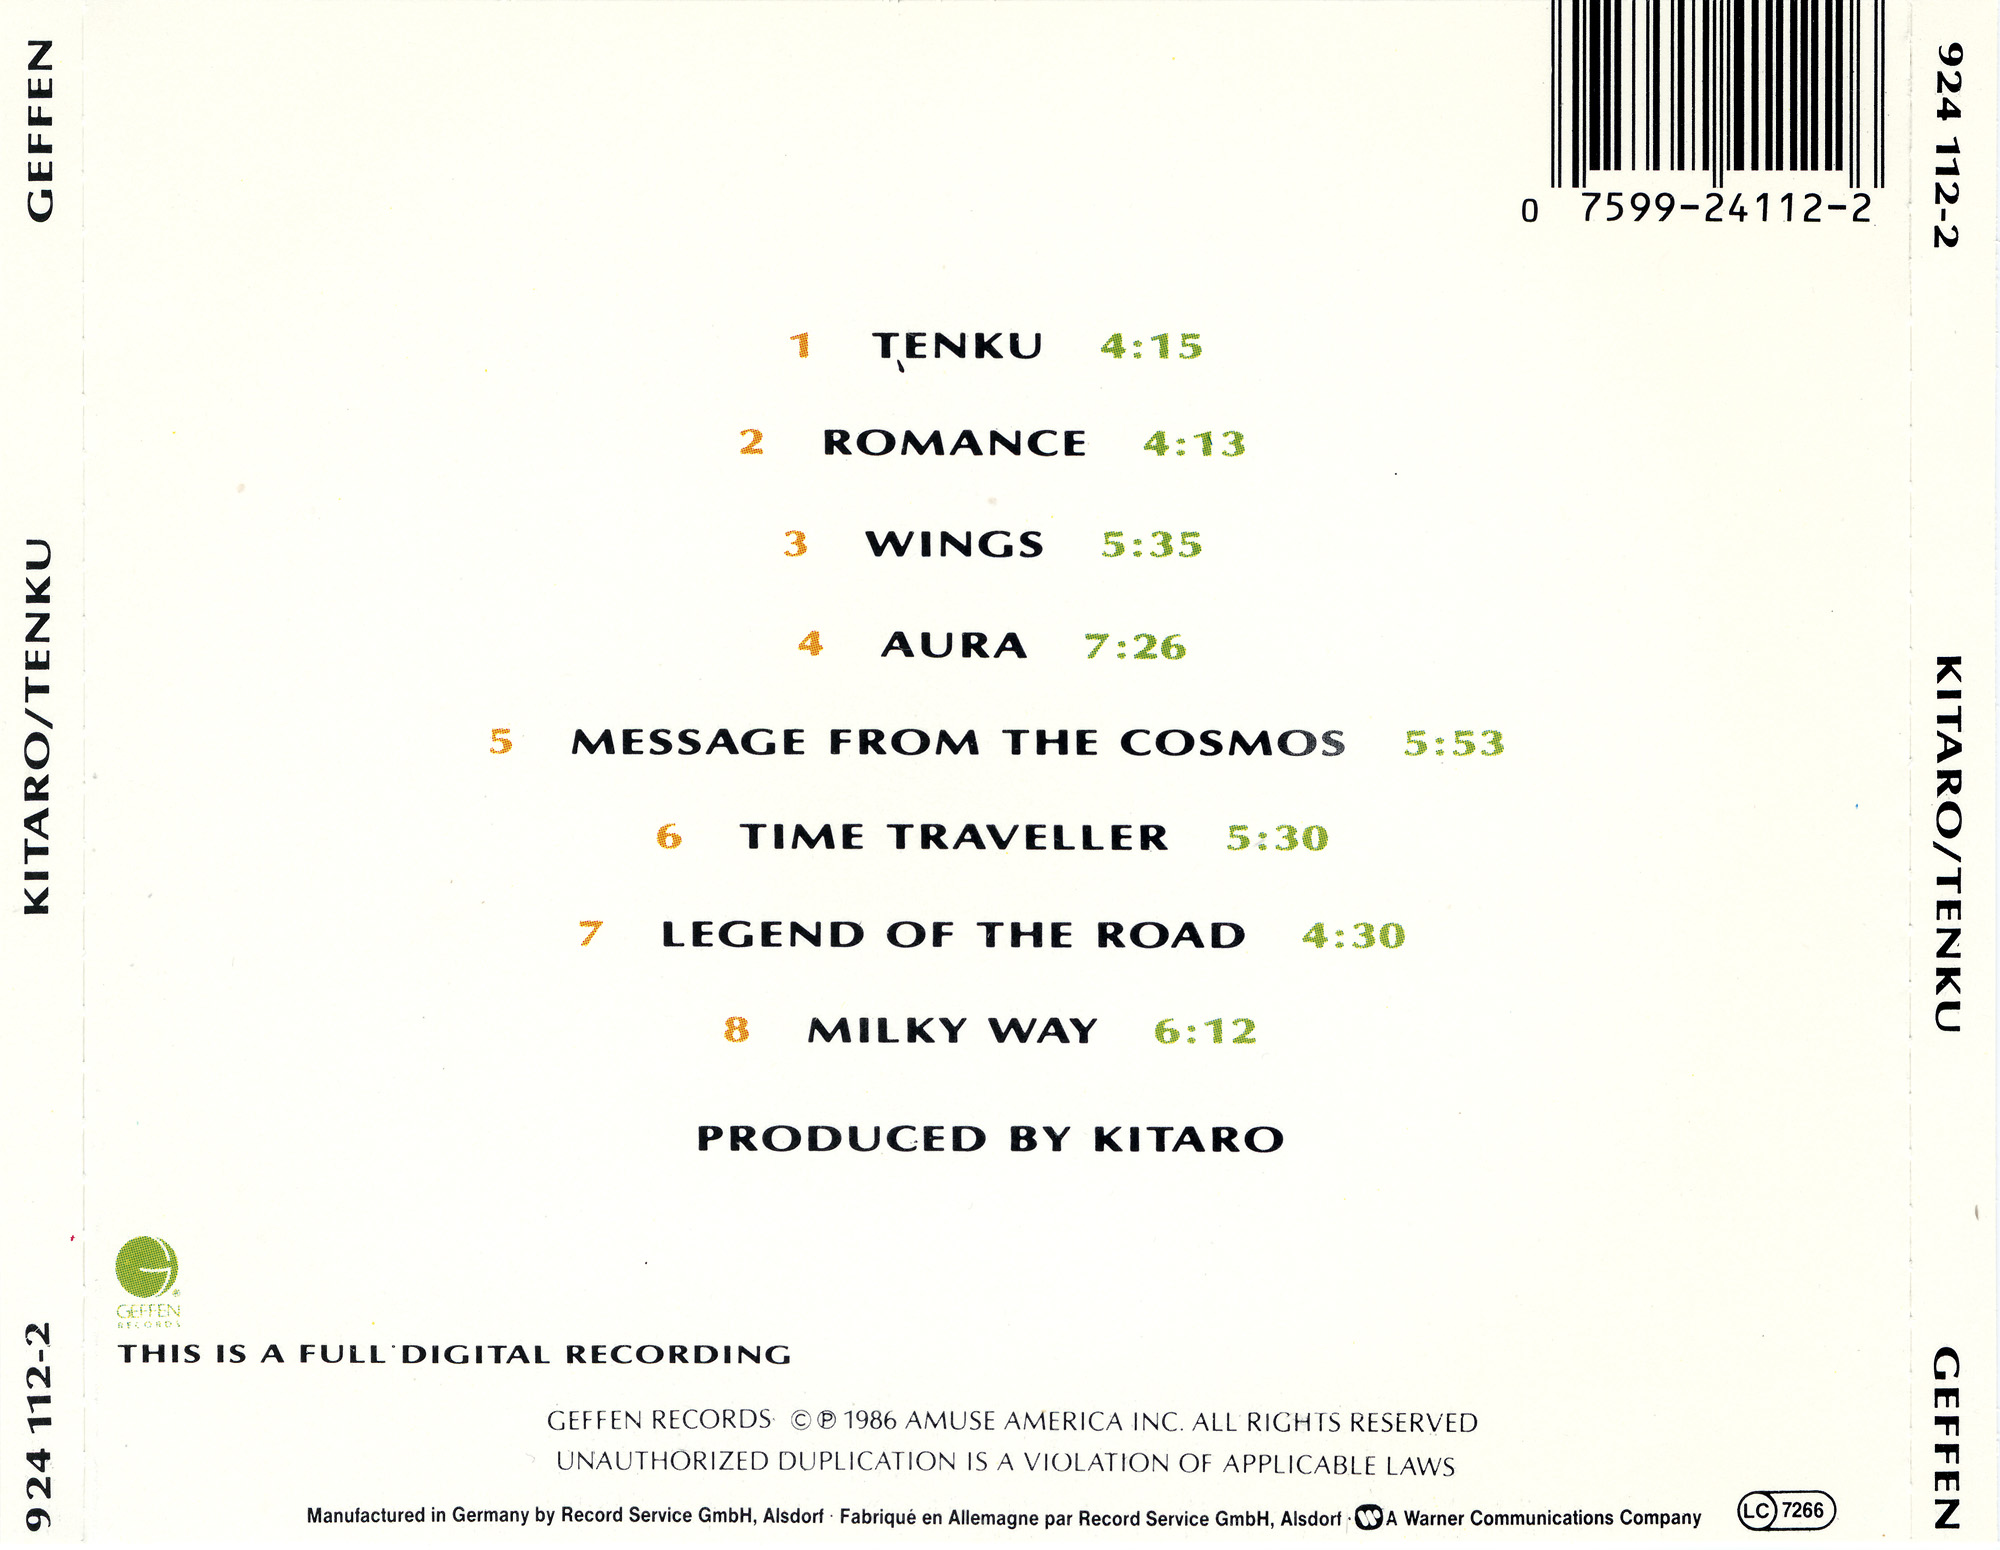 GEFFEN
KITARO/TENKU
924 112-2
0 7599-24112-2
1 TENKU 4:15
2 ROMANCE 4:13
3 WINGS 5:35
4 AURA 7:26
5 MESSAGE FROM THE COSMOS 5:53
6 TIME TRAVELLER 5:30
7 LEGEND OF THE ROAD 4:30
8 MILKY WAY 6:12
PRODUCED BY KITARO
G®
GEFFEN
RECORDS
THIS IS A FULL DIGITAL RECORDING
GEFFEN RECORDS ©℗ 1986 AMUSE AMERICA INC. ALL RIGHTS RESERVED
UNAUTHORIZED DUPLICATION IS A VIOLATION OF APPLICABLE LAWS
Manufactured in Germany by Record Service GmbH, Alsdorf · Fabriqué en Allemagne par Record Service GmbH, Alsdorf · A Warner Communications Company
LC 7266
924 112-2
KITARO/TENKU
GEFFEN